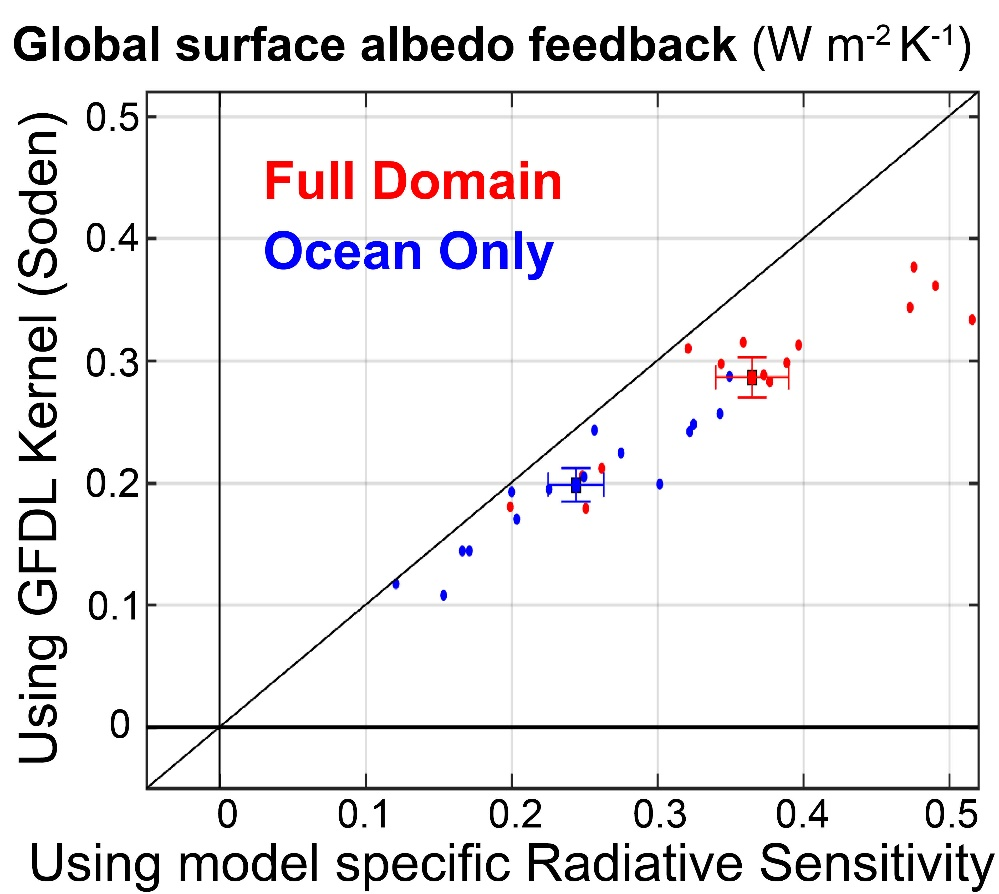 Global surface albedo feedback (W m-2 K-1)
Using GFDL Kernel (Soden)
0.5
0.4
0.3
0.2
0.1
0
Full Domain
Ocean Only
0 0.1 0.2 0.3 0.4 0.5
Using model specific Radiative Sensitivity